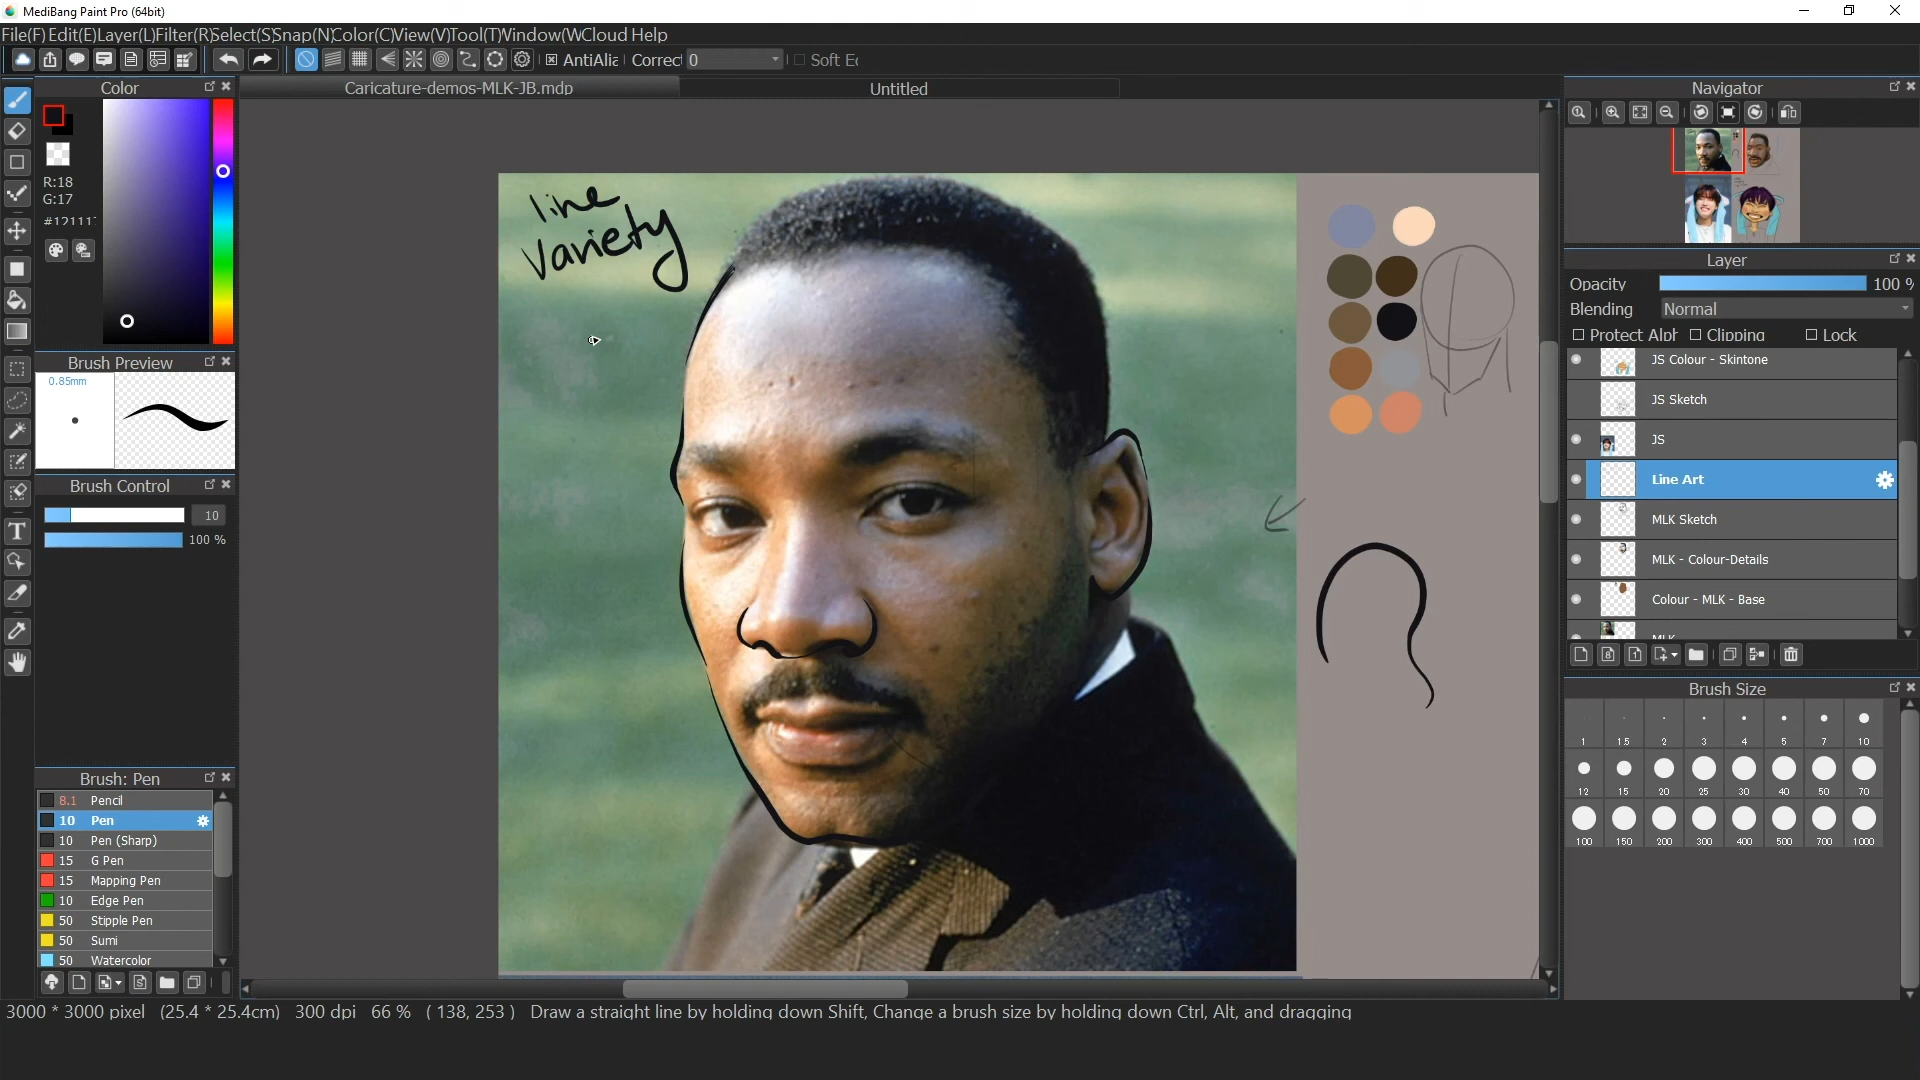 MediBang Paint Pro (64bit)
File(F) Edit(E) Layer(L) Filter(R) Select(S) Snap(N) Color(C) View(V) Tool(T) Window(W Cloud Help
AntiAlia Correct 0 Soft Ec
Color
Caricature-demos-MLK-JB.mdp
Untitled
Navigator
R:18
G:17
#121117
line
variety
Layer
Opacity 100 %
Blending Normal
Protect Alpl Clipping Lock
Brush Preview
0.85mm
JS Colour - Skintone
JS Sketch
JS
Line Art
MLK Sketch
MLK - Colour-Details
Colour - MLK - Base
MLK
Brush Control
10
100 %
Brush Size
1 1.5 2 3 4 5 7 10
12 15 20 25 30 40 50 70
100 150 200 300 400 500 700 1000
Brush: Pen
8.1 Pencil
10 Pen
10 Pen (Sharp)
15 G Pen
15 Mapping Pen
10 Edge Pen
50 Stipple Pen
50 Sumi
50 Watercolor
3000 * 3000 pixel (25.4 * 25.4cm) 300 dpi 66 % ( 138, 253 ) Draw a straight line by holding down Shift, Change a brush size by holding down Ctrl, Alt, and dragging